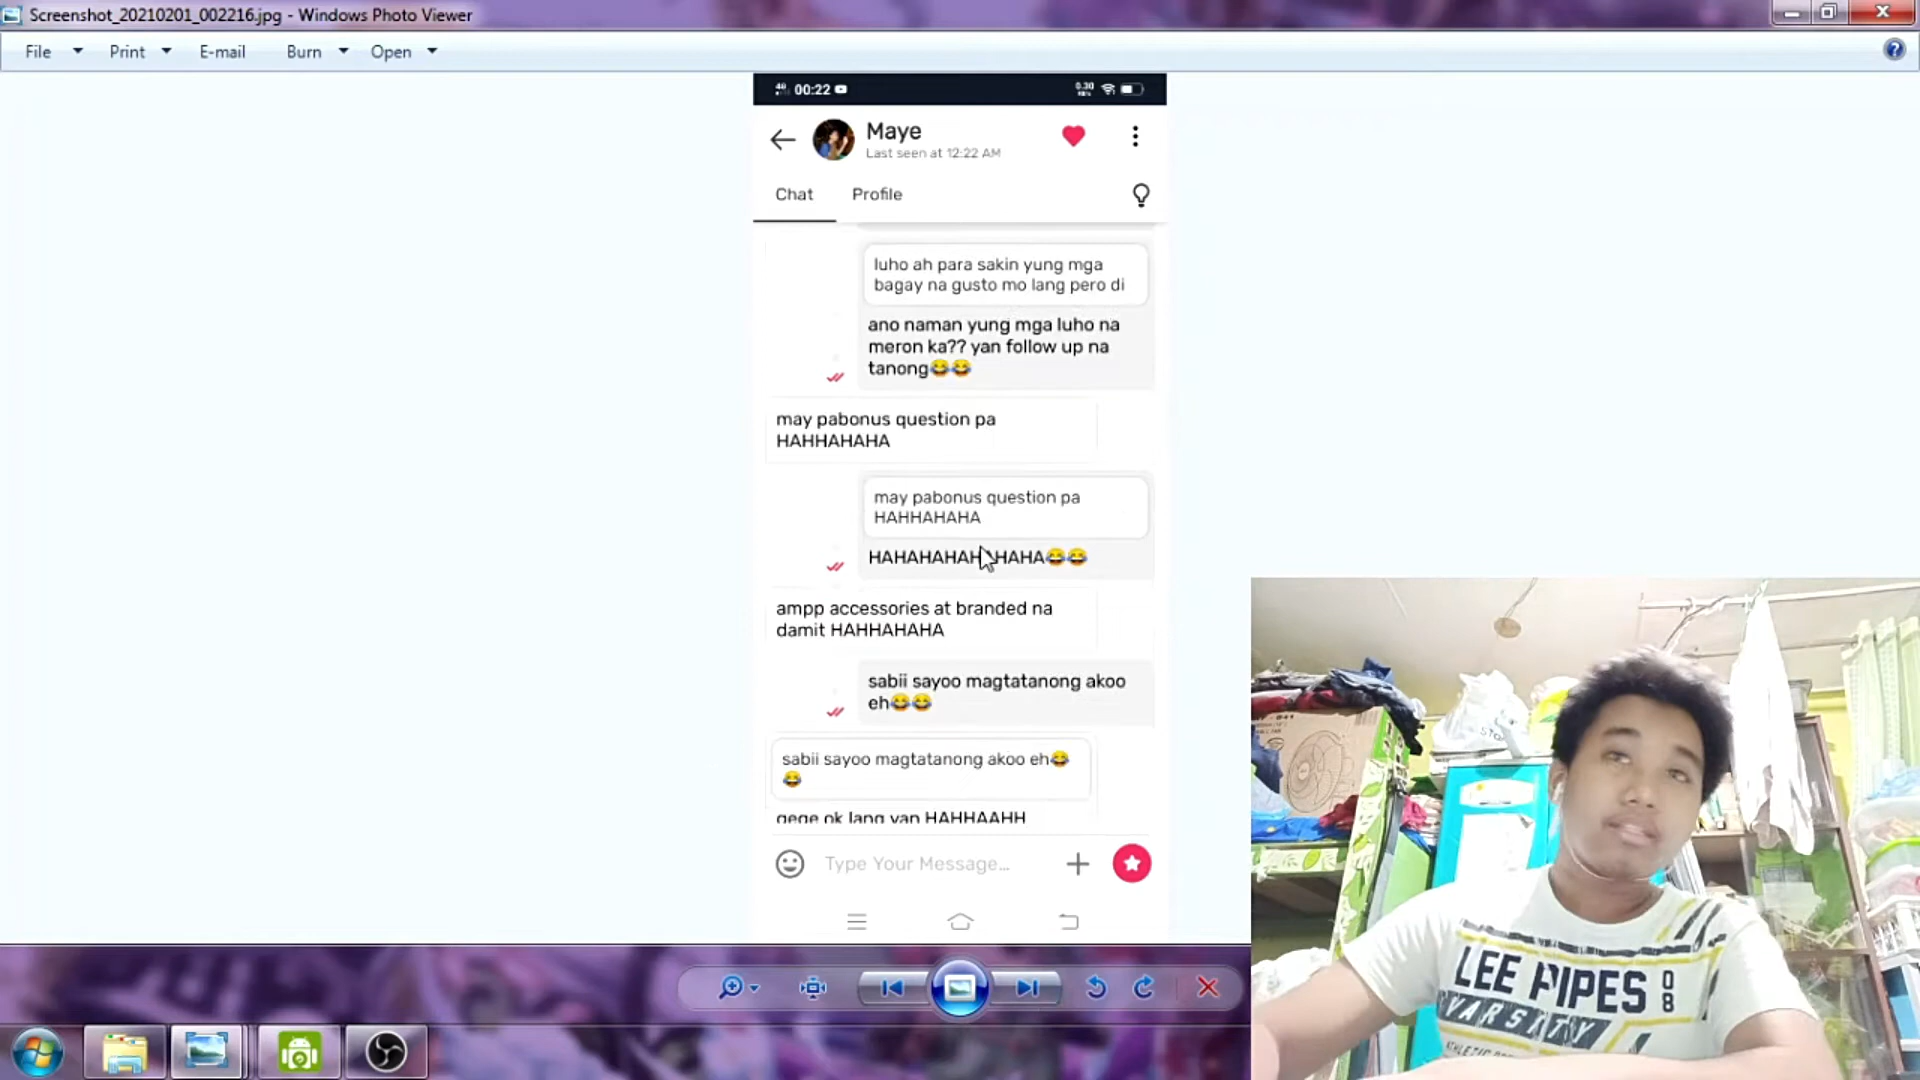 Screenshot_20210201_002216.jpg - Windows Photo Viewer
File Print E-mail Burn Open
00:22
0.30
Maye
Last seen at 12:22 AM
Chat Profile
luho ah para sakin yung mga
bagay na gusto mo lang pero di
ano naman yung mga luho na
meron ka?? yan follow up na
tanong😂😂
may pabonus question pa
HAHHAHAHA
may pabonus question pa
HAHHAHAHA
HAHAHAHAHAHAHA😂😂
ampp accessories at branded na
damit HAHHAHAHA
sabii sayoo magtatanong akoo
eh😂😂
sabii sayoo magtatanong akoo eh😂
😂
gege ok lang yan HAHHAAHH
Type Your Message...
LEE PIPES 08
VARSITY